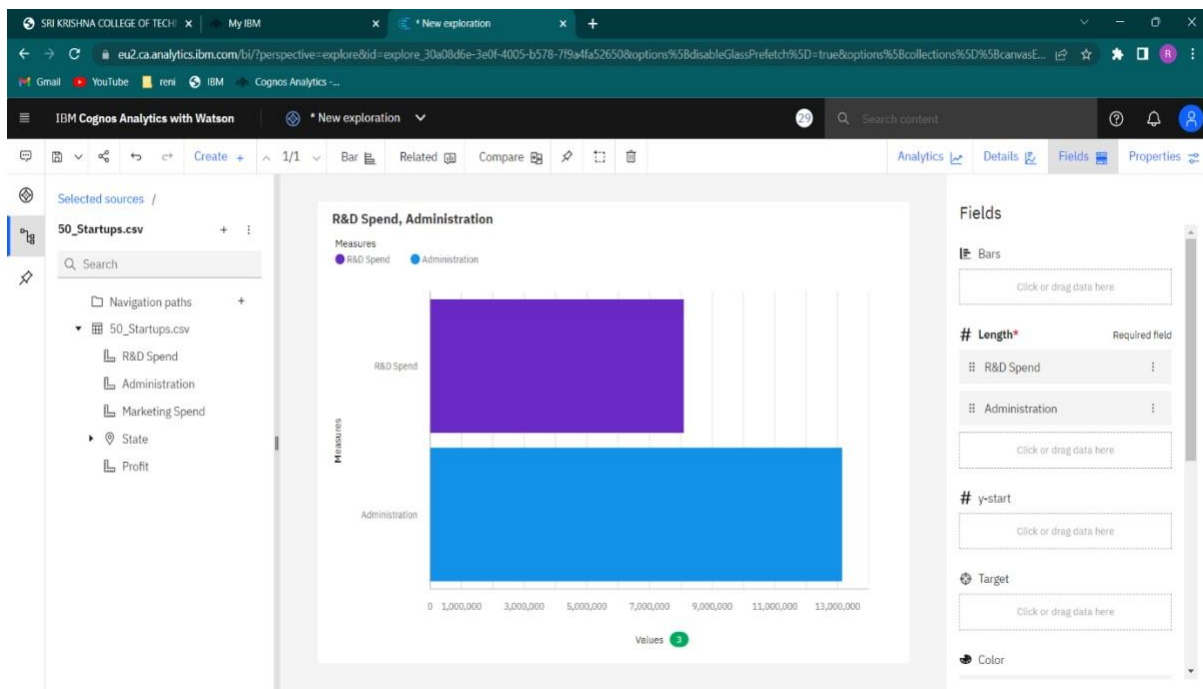 SRI KRISHNA COLLEGE OF TECH
My IBM
* New exploration
eu2.ca.analytics.ibm.com/bi/?perspective=explore&id=explore_30a08d6e-3e0f-4005-b578-7f9a4fa52650&options%5BdisableGlassPrefetch%5D=true&options%5Bcollections%5D%5BcanvasE...
Gmail YouTube reni IBM Cognos Analytics -...
IBM Cognos Analytics with Watson * New exploration 29 Search content
Create + 1/1 Bar Related Compare Analytics Details Fields Properties
Selected sources /
50_Startups.csv
Search
Navigation paths
50_Startups.csv
R&D Spend
Administration
Marketing Spend
State
Profit
R&D Spend, Administration
Measures
R&D Spend Administration
Measures
R&D Spend
Administration
0 1,000,000 3,000,000 5,000,000 7,000,000 9,000,000 11,000,000 13,000,000
Values 3
Fields
Bars
Click or drag data here
# Length* Required field
R&D Spend
Administration
Click or drag data here
# y-start
Click or drag data here
Target
Click or drag data here
Color